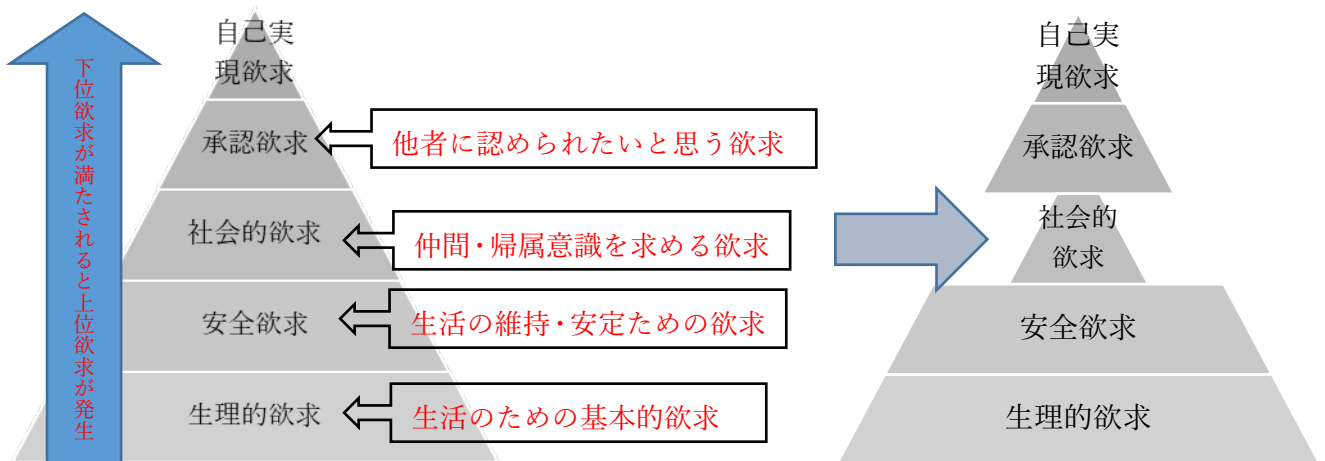 下位欲求が満たされると上位欲求が発生
自己実
現欲求
承認欲求
他者に認められたいと思う欲求
社会的欲求
仲間・帰属意識を求める欲求
安全欲求
生活の維持・安定ための欲求
生理的欲求
生活のための基本的欲求
自己実
現欲求
承認欲求
社会的
欲求
安全欲求
生理的欲求